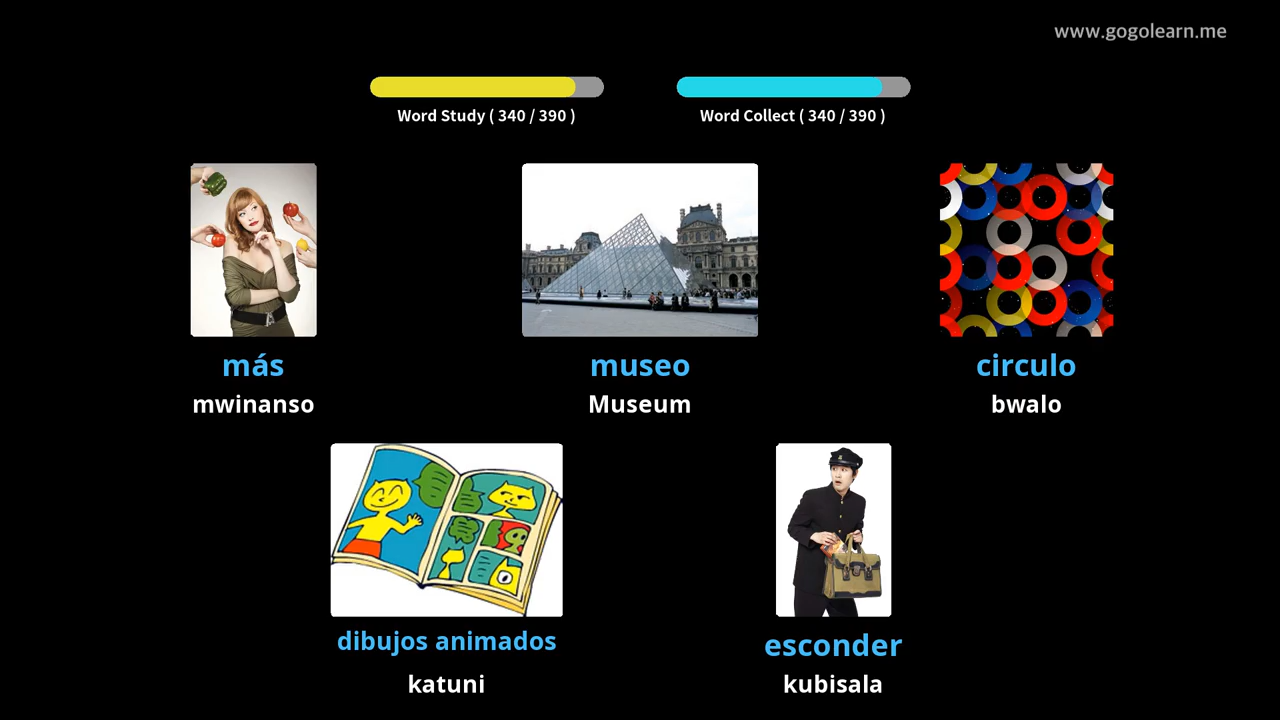 www.gogolearn.me
Word Study ( 340 / 390 )
Word Collect ( 340 / 390 )
más
mwinanso
museo
Museum
circulo
bwalo
dibujos animados
katuni
esconder
kubisala